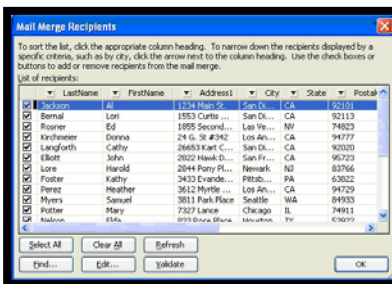 Mail Merge Recipients
To sort the list, click the appropriate column heading. To narrow down the recipients displayed by a
specific criteria, such as by city, click the arrow next to the column heading. Use the check boxes or
buttons to add or remove recipients from the mail merge.
List of recipients:
LastName FirstName Address1 City State Postal
Jackson Al 1234 Main St. San Di... CA 92101
Bernal Lori 1553 Curtis ... San Di... CA 92113
Rosner Ed 1855 Second... Las Ve... NV 74823
Kirchmeier Donna 24 G. St #342 Los An... CA 94777
Langforth Cathy 26683 Kart C... San Di... CA 92020
Elliott John 2822 Hawk D... San Fr... CA 95723
Lore Harold 2844 Pony Pl... Newark NJ 83766
Foster Kathy 3433 Evande... Pittsb... PA 63822
Perez Heather 3612 Myrtle ... Los An... CA 94729
Myers Samuel 3811 Park Place Seattle WA 84933
Potter Mary 7327 Lance Chicago IL 74911
Nelson Elda Houston TX
Select All Clear All Refresh
Find... Edit... Validate OK